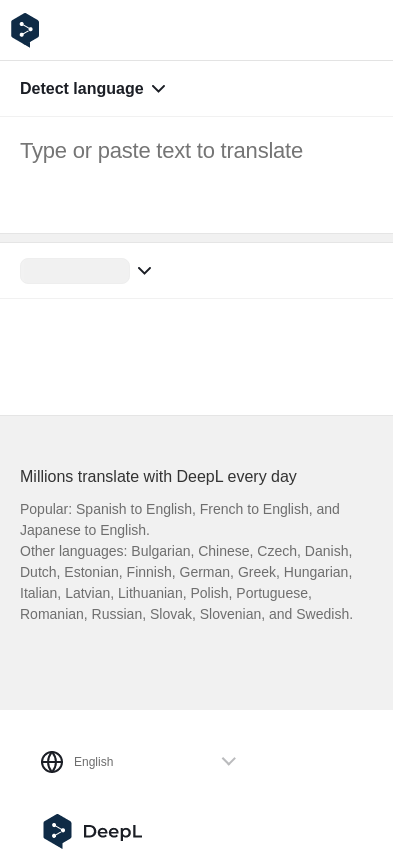 Detect language
Type or paste text to translate
Millions translate with DeepL every day
Popular: Spanish to English, French to English, and
Japanese to English.
Other languages: Bulgarian, Chinese, Czech, Danish,
Dutch, Estonian, Finnish, German, Greek, Hungarian,
Italian, Latvian, Lithuanian, Polish, Portuguese,
Romanian, Russian, Slovak, Slovenian, and Swedish.
English
DeepL